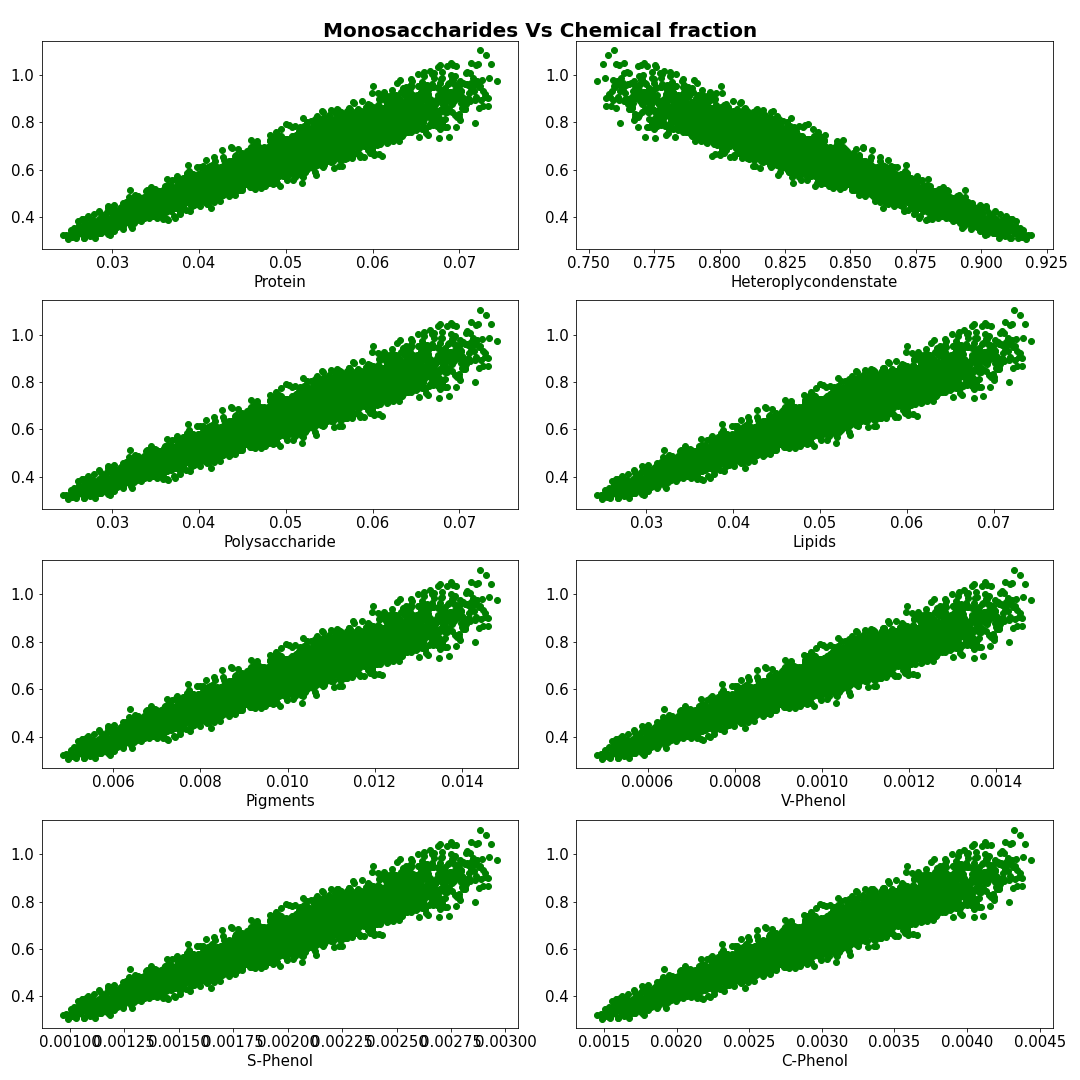 Monosaccharides Vs Chemical fraction
1.0
0.8
0.6
0.4
0.03 0.04 0.05 0.06 0.07
Protein
1.0
0.8
0.6
0.4
0.750 0.775 0.800 0.825 0.850 0.875 0.900 0.925
Heteroplycondenstate
1.0
0.8
0.6
0.4
0.03 0.04 0.05 0.06 0.07
Polysaccharide
1.0
0.8
0.6
0.4
0.03 0.04 0.05 0.06 0.07
Lipids
1.0
0.8
0.6
0.4
0.006 0.008 0.010 0.012 0.014
Pigments
1.0
0.8
0.6
0.4
0.0006 0.0008 0.0010 0.0012 0.0014
V-Phenol
1.0
0.8
0.6
0.4
0.00100 0.00125 0.00150 0.00175 0.00200 0.00225 0.00250 0.00275 0.00300
S-Phenol
1.0
0.8
0.6
0.4
0.0015 0.0020 0.0025 0.0030 0.0035 0.0040 0.0045
C-Phenol